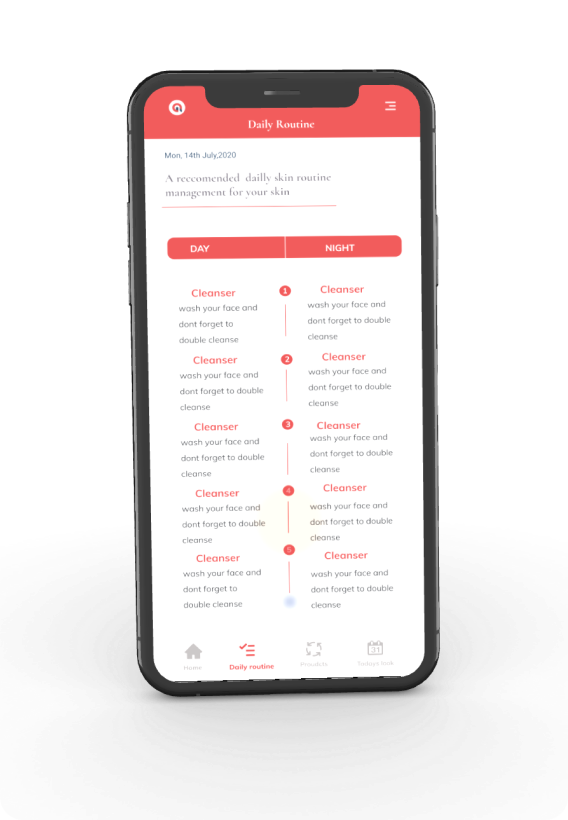 Daily Routine
Mon, 14th July,2020
A reccomended dailly skin routine
management for your skin
DAY
NIGHT
Cleanser
wash your face and
dont forget to
double cleanse
1
Cleanser
wash your face and
dont forget to double
cleanse
Cleanser
wash your face and
dont forget to double
cleanse
2
Cleanser
wash your face and
dont forget to double
cleanse
Cleanser
wash your face and
dont forget to double
cleanse
3
Cleanser
wash your face and
dont forget to double
cleanse
Cleanser
wash your face and
dont forget to double
cleanse
4
Cleanser
wash your face and
dont forget to double
cleanse
Cleanser
wash your face and
dont forget to
double cleanse
5
Cleanser
wash your face and
dont forget to double
cleanse
Home
Daily routine
31